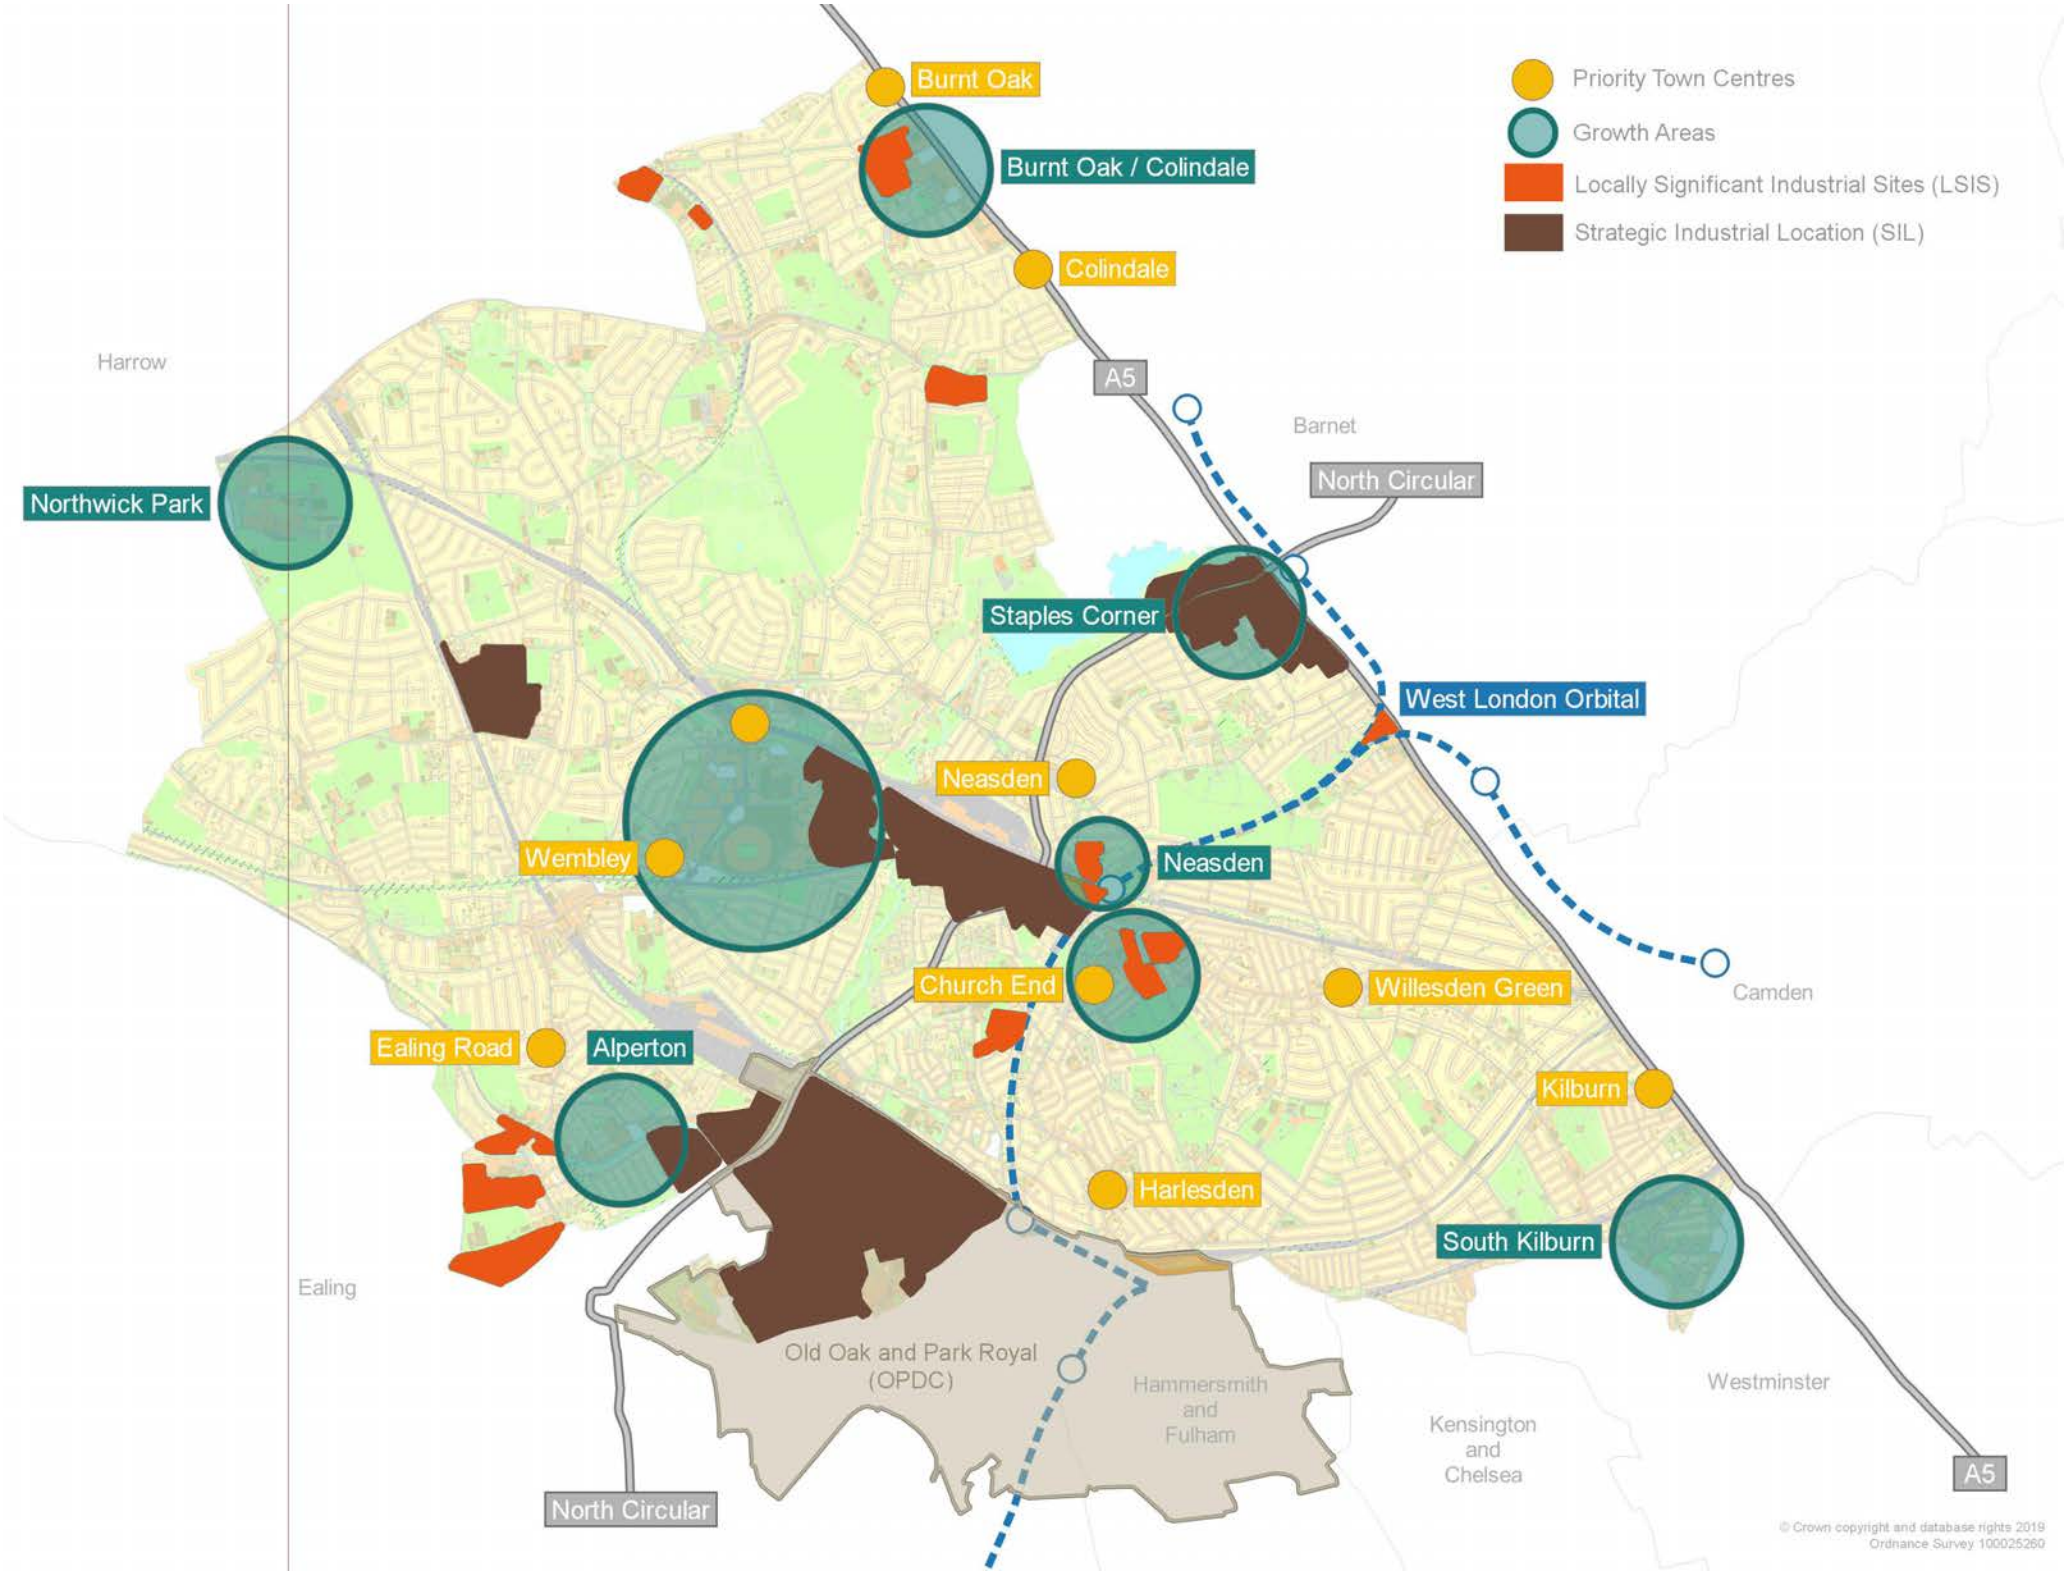 Burnt Oak
Priority Town Centres
Growth Areas
Burnt Oak / Colindale
Locally Significant Industrial Sites (LSIS)
Strategic Industrial Location (SIL)
Colindale
Harrow
A5
Barnet
North Circular
Northwick Park
Staples Corner
West London Orbital
Neasden
Wembley
Neasden
Church End
Willesden Green
Camden
Ealing Road
Alperton
Kilburn
Harlesden
South Kilburn
Ealing
Old Oak and Park Royal
(OPDC)
Hammersmith
and
Fulham
Westminster
Kensington
and
Chelsea
A5
North Circular
© Crown copyright and database rights 2019
Ordnance Survey 100025260